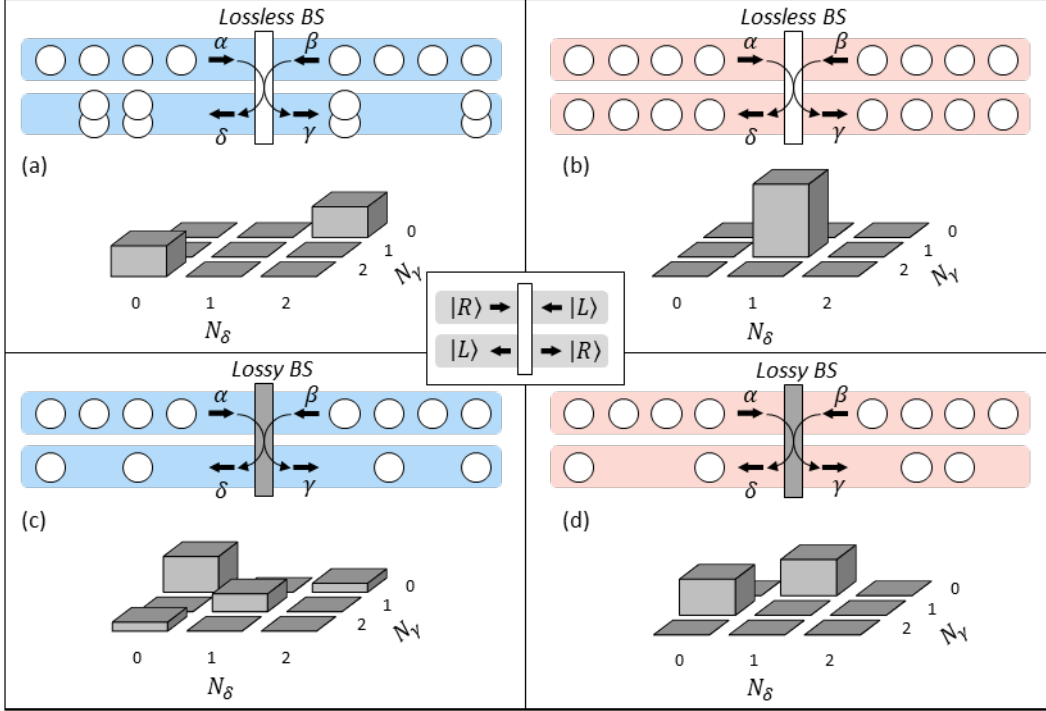 Lossless BS
α β
δ γ
(a)
0
1
2
N_γ
0 1 2
N_δ
Lossless BS
α β
δ γ
(b)
0
1
2
N_γ
0 1 2
N_δ
|R⟩ |L⟩
|L⟩ |R⟩
Lossy BS
α β
δ γ
(c)
0
1
2
N_γ
0 1 2
N_δ
Lossy BS
α β
δ γ
(d)
0
1
2
N_γ
0 1 2
N_δ